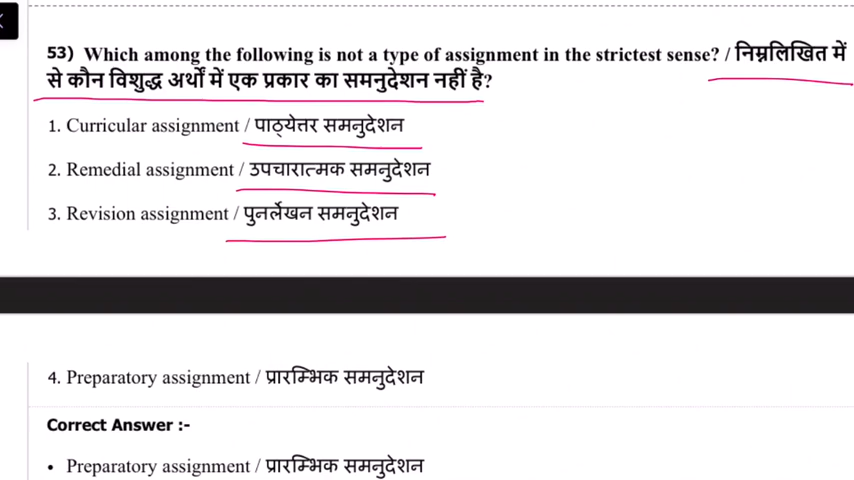 53) Which among the following is not a type of assignment in the strictest sense? / निम्नलिखित में
से कौन विशुद्ध अर्थों में एक प्रकार का समनुदेशन नहीं है?
1. Curricular assignment / पाठ्येत्तर समनुदेशन
2. Remedial assignment / उपचारात्मक समनुदेशन
3. Revision assignment / पुनर्लेखन समनुदेशन
4. Preparatory assignment / प्रारम्भिक समनुदेशन
Correct Answer :-
• Preparatory assignment / प्रारम्भिक समनुदेशन